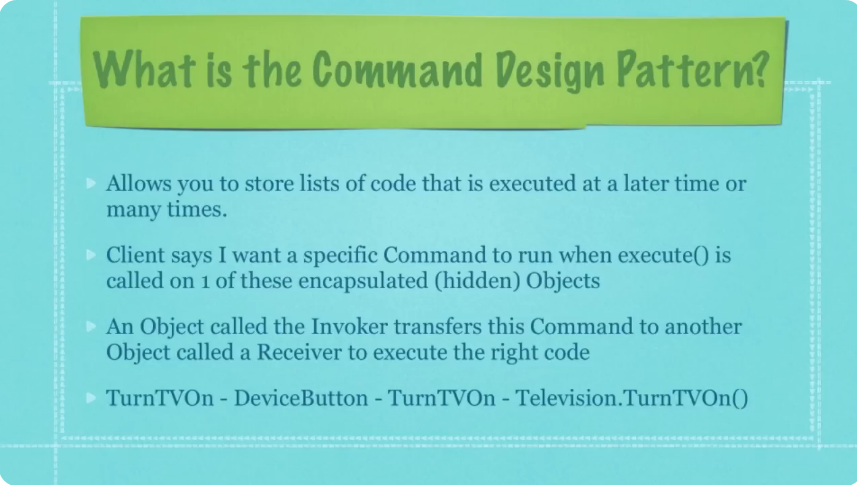 What is the Command Design Pattern?
Allows you to store lists of code that is executed at a later time or
many times.
Client says I want a specific Command to run when execute() is
called on 1 of these encapsulated (hidden) Objects
An Object called the Invoker transfers this Command to another
Object called a Receiver to execute the right code
TurnTVOn - DeviceButton - TurnTVOn - Television.TurnTVOn()